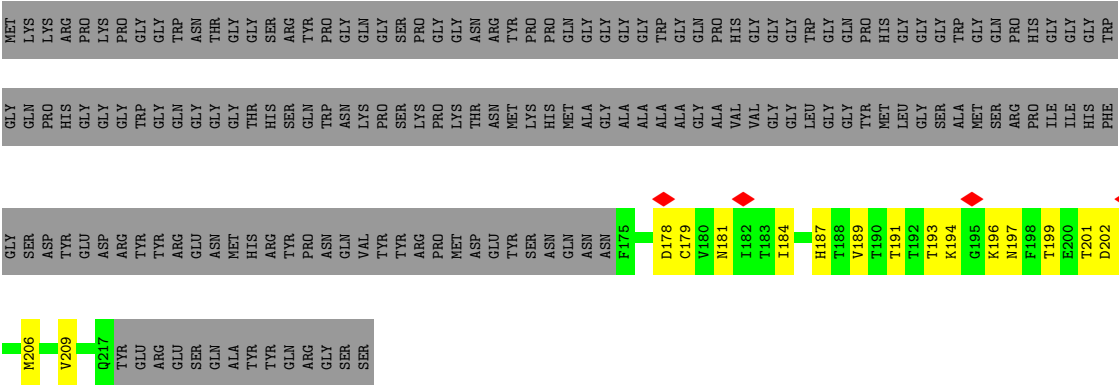 MET LYS LYS ARG PRO LYS PRO GLY GLY TRP ASN THR GLY GLY SER ARG TYR PRO GLY GLN GLY SER PRO GLY GLY ASN ARG TYR PRO PRO GLN GLY GLY GLY GLY TRP GLY GLN PRO HIS GLY GLY GLY TRP GLY GLN PRO HIS GLY GLY GLY TRP GLY GLN PRO HIS GLY GLY GLY TRP
GLY GLN PRO HIS GLY GLY GLY TRP GLY GLN GLY GLY GLY THR HIS SER GLN TRP ASN LYS PRO SER LYS PRO LYS THR ASN MET LYS HIS MET ALA GLY ALA ALA ALA ALA GLY ALA VAL VAL GLY GLY LEU GLY GLY TYR MET LEU GLY SER ALA MET SER ARG PRO ILE ILE HIS PHE
GLY SER ASP TYR GLU ASP ARG TYR TYR ARG GLU ASN MET HIS ARG TYR PRO ASN GLN VAL TYR TYR ARG PRO MET ASP GLU TYR SER ASN GLN ASN ASN F175 D178 C179 V180 N181 I182 T183 I184 H187 T188 V189 T190 T191 T192 T193 K194 G195 K196 N197 F198 T199 E200 T201 D202
M206 V209 Q217 TYR GLU ARG GLU SER GLN ALA TYR TYR GLN ARG GLY SER SER